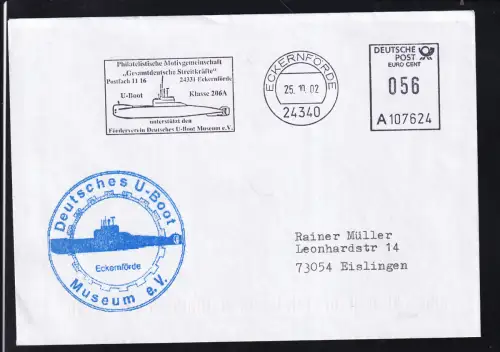 Philatelistische Motivgemeinschaft
„Gesamtdeutsche Streitkräfte"
Postfach 11 16 24331 Eckernförde
U-Boot Klasse 206A
unterstützt den
Förderverein Deutsches U-Boot Museum e.V.
ECKERNFÖRDE
25.10.02
24340
DEUTSCHE
POST
EURO CENT
056
A107624
Deutsches U-Boot
Eckernförde
Museum e.V.
Rainer Müller
Leonhardstr 14
73054 Eislingen